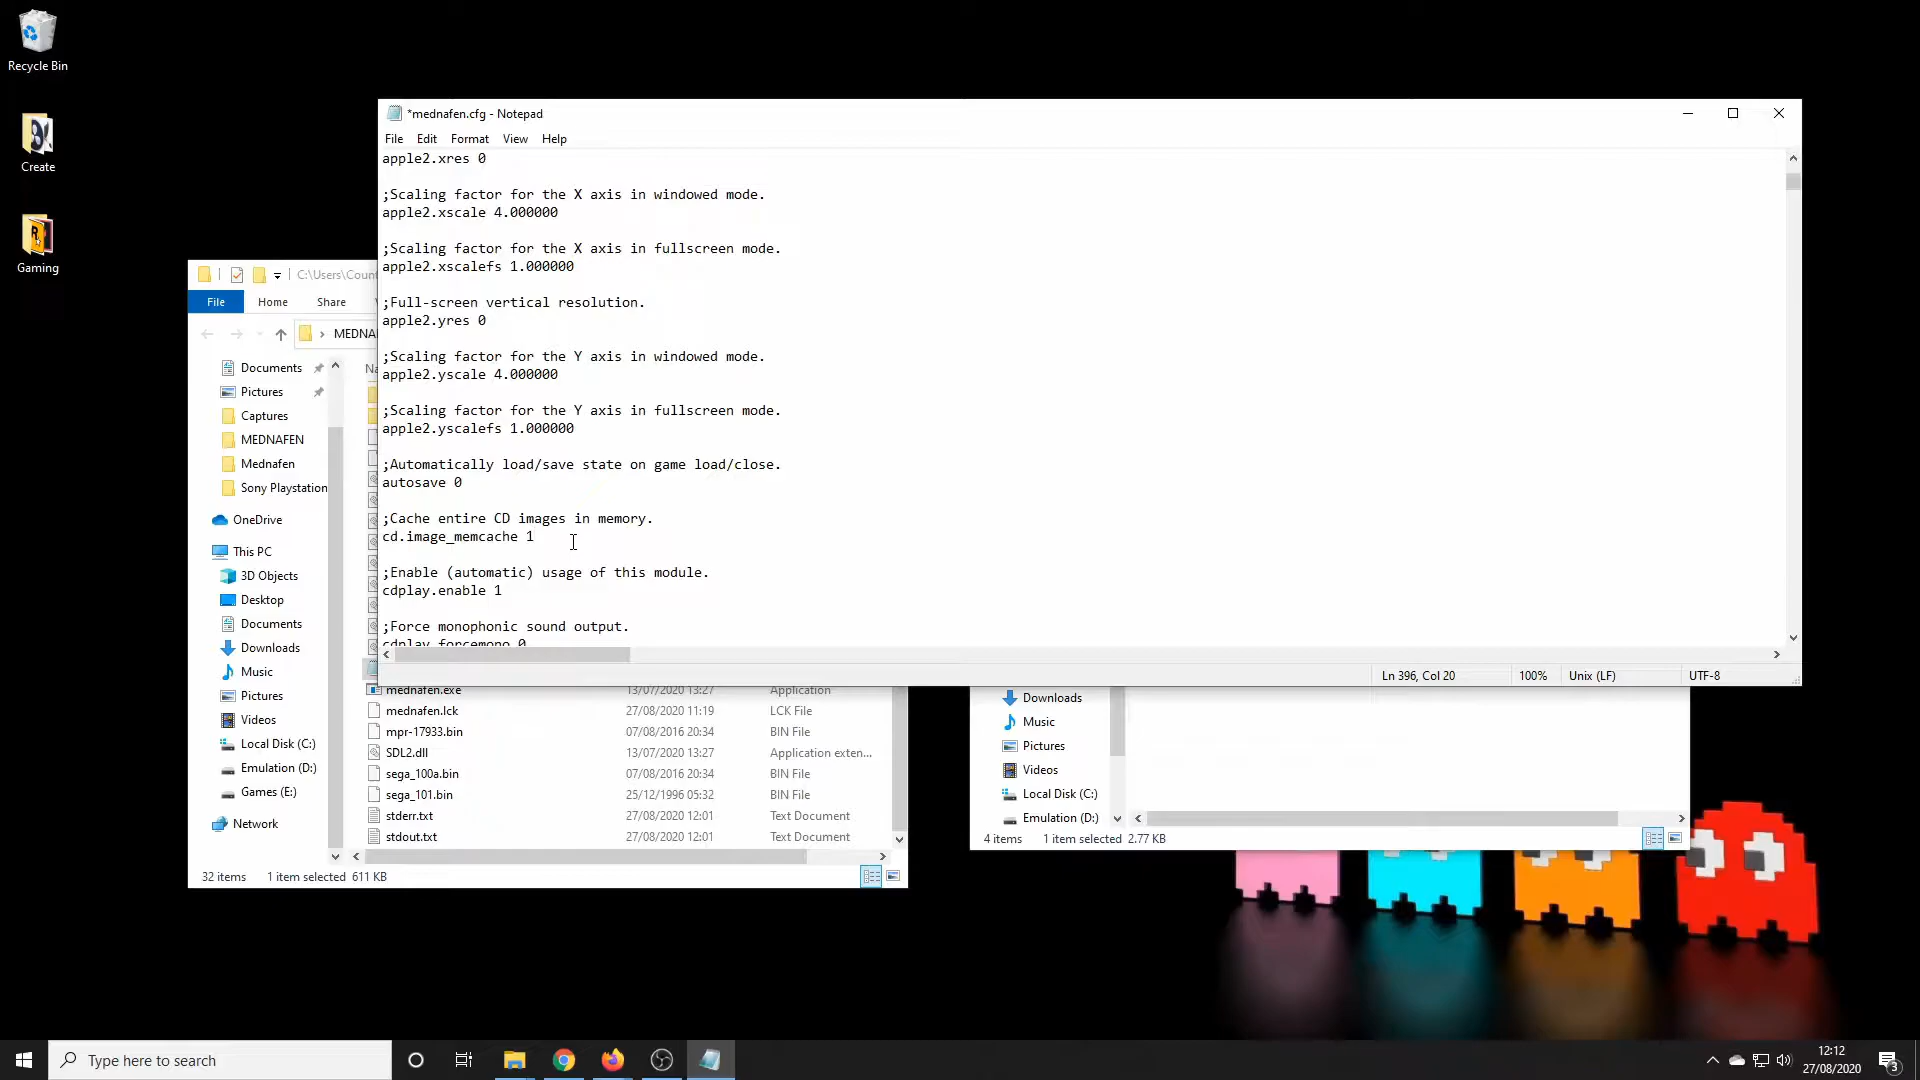 Recycle Bin
Create
Gaming
*mednafen.cfg - Notepad
File Edit Format View Help
apple2.xres 0
;Scaling factor for the X axis in windowed mode.
apple2.xscale 4.000000
;Scaling factor for the X axis in fullscreen mode.
apple2.xscalefs 1.000000
;Full-screen vertical resolution.
apple2.yres 0
;Scaling factor for the Y axis in windowed mode.
apple2.yscale 4.000000
;Scaling factor for the Y axis in fullscreen mode.
apple2.yscalefs 1.000000
;Automatically load/save state on game load/close.
autosave 0
;Cache entire CD images in memory.
cd.image_memcache 1
;Enable (automatic) usage of this module.
cdplay.enable 1
;Force monophonic sound output.
cdplay.forcemono 0
Ln 396, Col 20 100% Unix (LF) UTF-8
C:\Users\Count
File Home Share
MEDNA
Documents
Pictures
Captures
MEDNAFEN
Mednafen
Sony Playstation
OneDrive
This PC
3D Objects
Desktop
Documents
Downloads
Music
Pictures
Videos
Local Disk (C:)
Emulation (D:)
Games (E:)
Network
mednafen.exe 13/07/2020 13:27 Application
mednafen.lck 27/08/2020 11:19 LCK File
mpr-17933.bin 07/08/2016 20:34 BIN File
SDL2.dll 13/07/2020 13:27 Application exten...
sega_100a.bin 07/08/2016 20:34 BIN File
sega_101.bin 25/12/1996 05:32 BIN File
stderr.txt 27/08/2020 12:01 Text Document
stdout.txt 27/08/2020 12:01 Text Document
32 items 1 item selected 611 KB
Downloads
Music
Pictures
Videos
Local Disk (C:)
Emulation (D:)
4 items 1 item selected 2.77 KB
Type here to search
12:12
27/08/2020
3